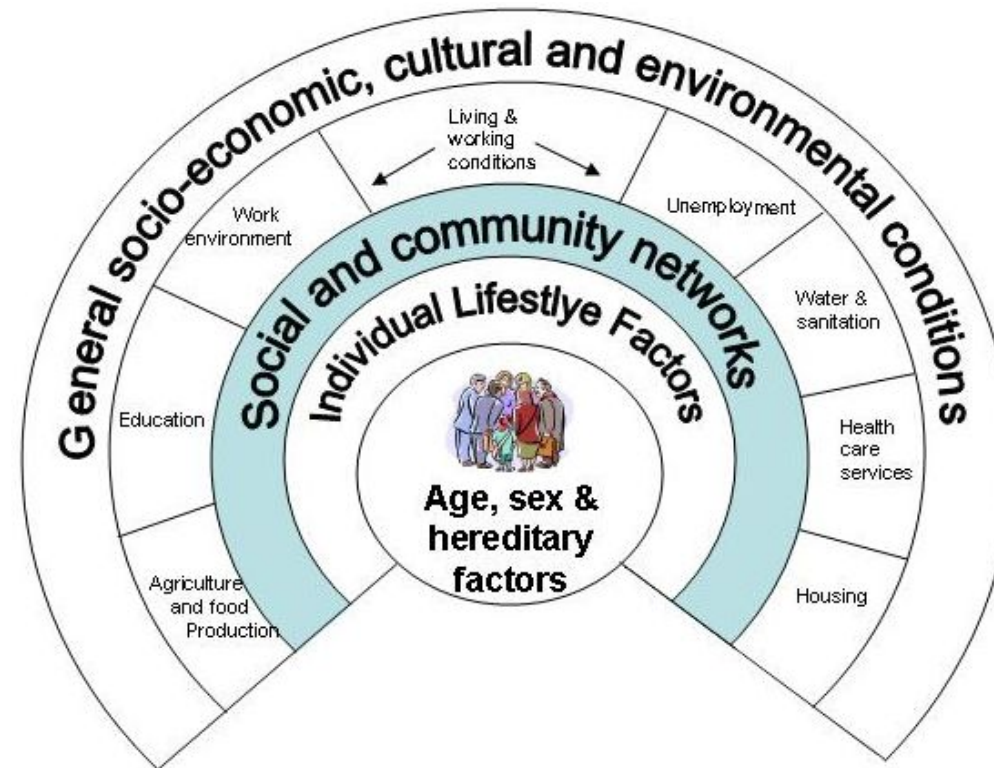 General socio-economic, cultural and environmental conditions
Living &
working
conditions
Work
environment
Unemployment
Education
Water &
sanitation
Agriculture
and food
Production
Health
care
services
Housing
Social and community networks
Individual Lifestlye Factors
Age, sex &
hereditary
factors